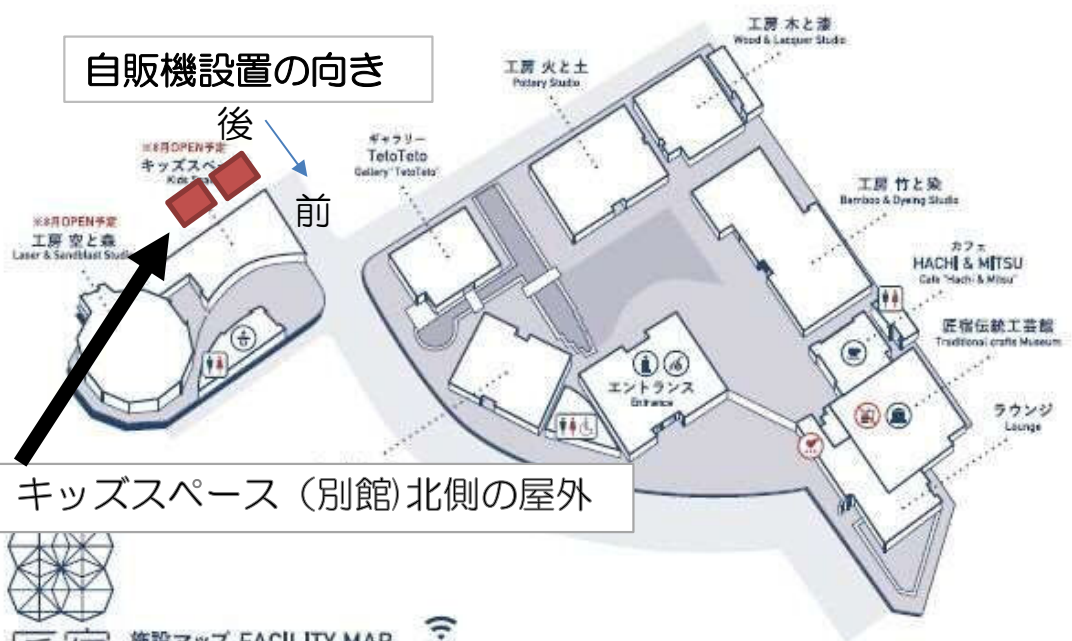 工房 木と漆
Wood & Lacquer Studio
自販機設置の向き
工房 火と土
Pottery Studio
後
※8月OPEN予定
キッズスペ
Kids
ギャラリー
TetoTeto
Gallery "TetoTeto"
前
工房 竹と染
Bamboo & Dyeing Studio
※8月OPEN予定
工房 空と森
Laser & Sandblast Studio
カフェ
HACHI & MITSU
Cafe "Hachi & Mitsu"
匠宿伝統工芸館
Traditional crafts Museum
エントランス
Entrance
ラウンジ
Lounge
キッズスペース（別館)北側の屋外
施設マップ FACILITY MAP